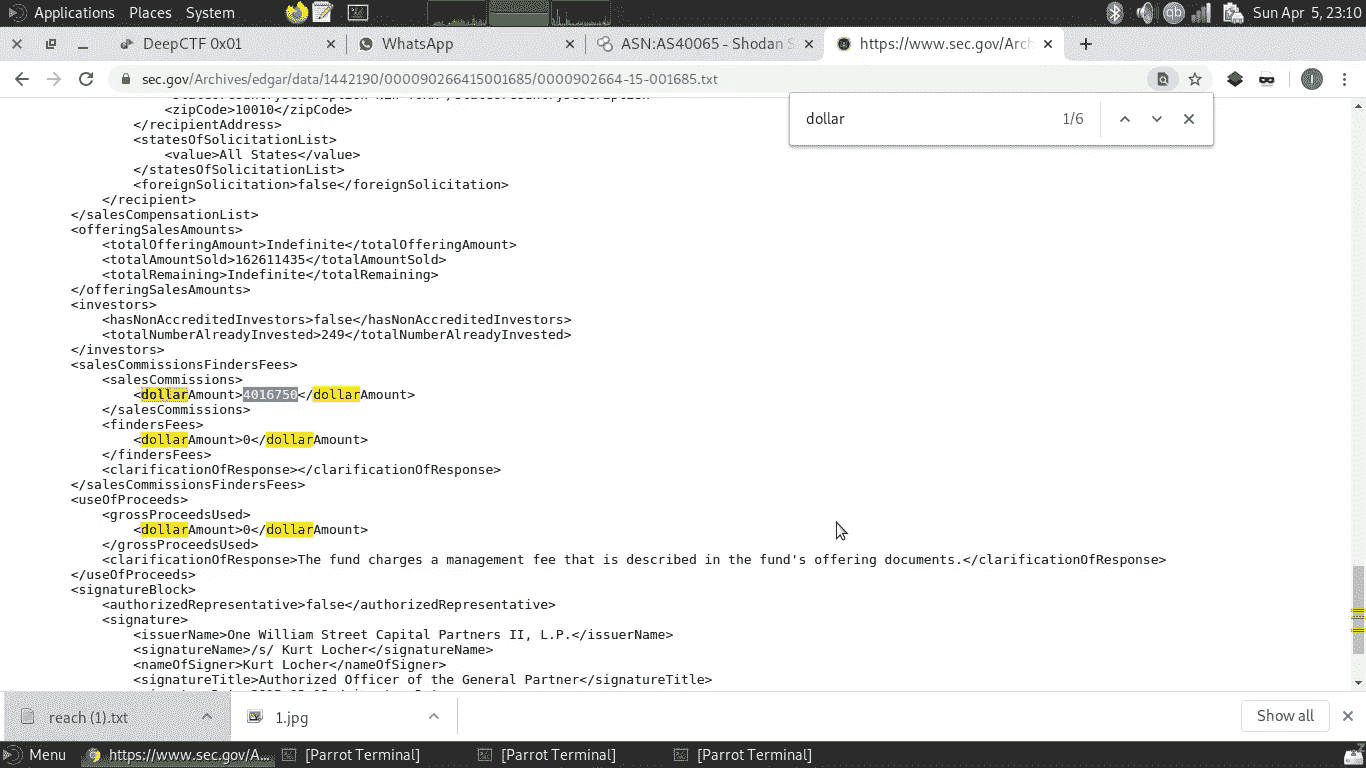 Applications Places System
Sun Apr 5, 23:10
DeepCTF 0x01
WhatsApp
ASN:AS40065 - Shodan S
https://www.sec.gov/Arch
sec.gov/Archives/edgar/data/1442190/000090266415001685/0000902664-15-001685.txt
dollar 1/6
<zipCode>10010</zipCode>
</recipientAddress>
<statesOfSolicitationList>
<value>All States</value>
</statesOfSolicitationList>
<foreignSolicitation>false</foreignSolicitation>
</recipient>
</salesCompensationList>
<offeringSalesAmounts>
<totalOfferingAmount>Indefinite</totalOfferingAmount>
<totalAmountSold>162611435</totalAmountSold>
<totalRemaining>Indefinite</totalRemaining>
</offeringSalesAmounts>
<investors>
<hasNonAccreditedInvestors>false</hasNonAccreditedInvestors>
<totalNumberAlreadyInvested>249</totalNumberAlreadyInvested>
</investors>
<salesCommissionsFindersFees>
<salesCommissions>
<dollarAmount>4016750</dollarAmount>
</salesCommissions>
<findersFees>
<dollarAmount>0</dollarAmount>
</findersFees>
<clarificationOfResponse></clarificationOfResponse>
</salesCommissionsFindersFees>
<useOfProceeds>
<grossProceedsUsed>
<dollarAmount>0</dollarAmount>
</grossProceedsUsed>
<clarificationOfResponse>The fund charges a management fee that is described in the fund's offering documents.</clarificationOfResponse>
</useOfProceeds>
<signatureBlock>
<authorizedRepresentative>false</authorizedRepresentative>
<signature>
<issuerName>One William Street Capital Partners II, L.P.</issuerName>
<signatureName>/s/ Kurt Locher</signatureName>
<nameOfSigner>Kurt Locher</nameOfSigner>
<signatureTitle>Authorized Officer of the General Partner</signatureTitle>
reach (1).txt
1.jpg
Show all
Menu
https://www.sec.gov/A...
[Parrot Terminal]
[Parrot Terminal]
[Parrot Terminal]